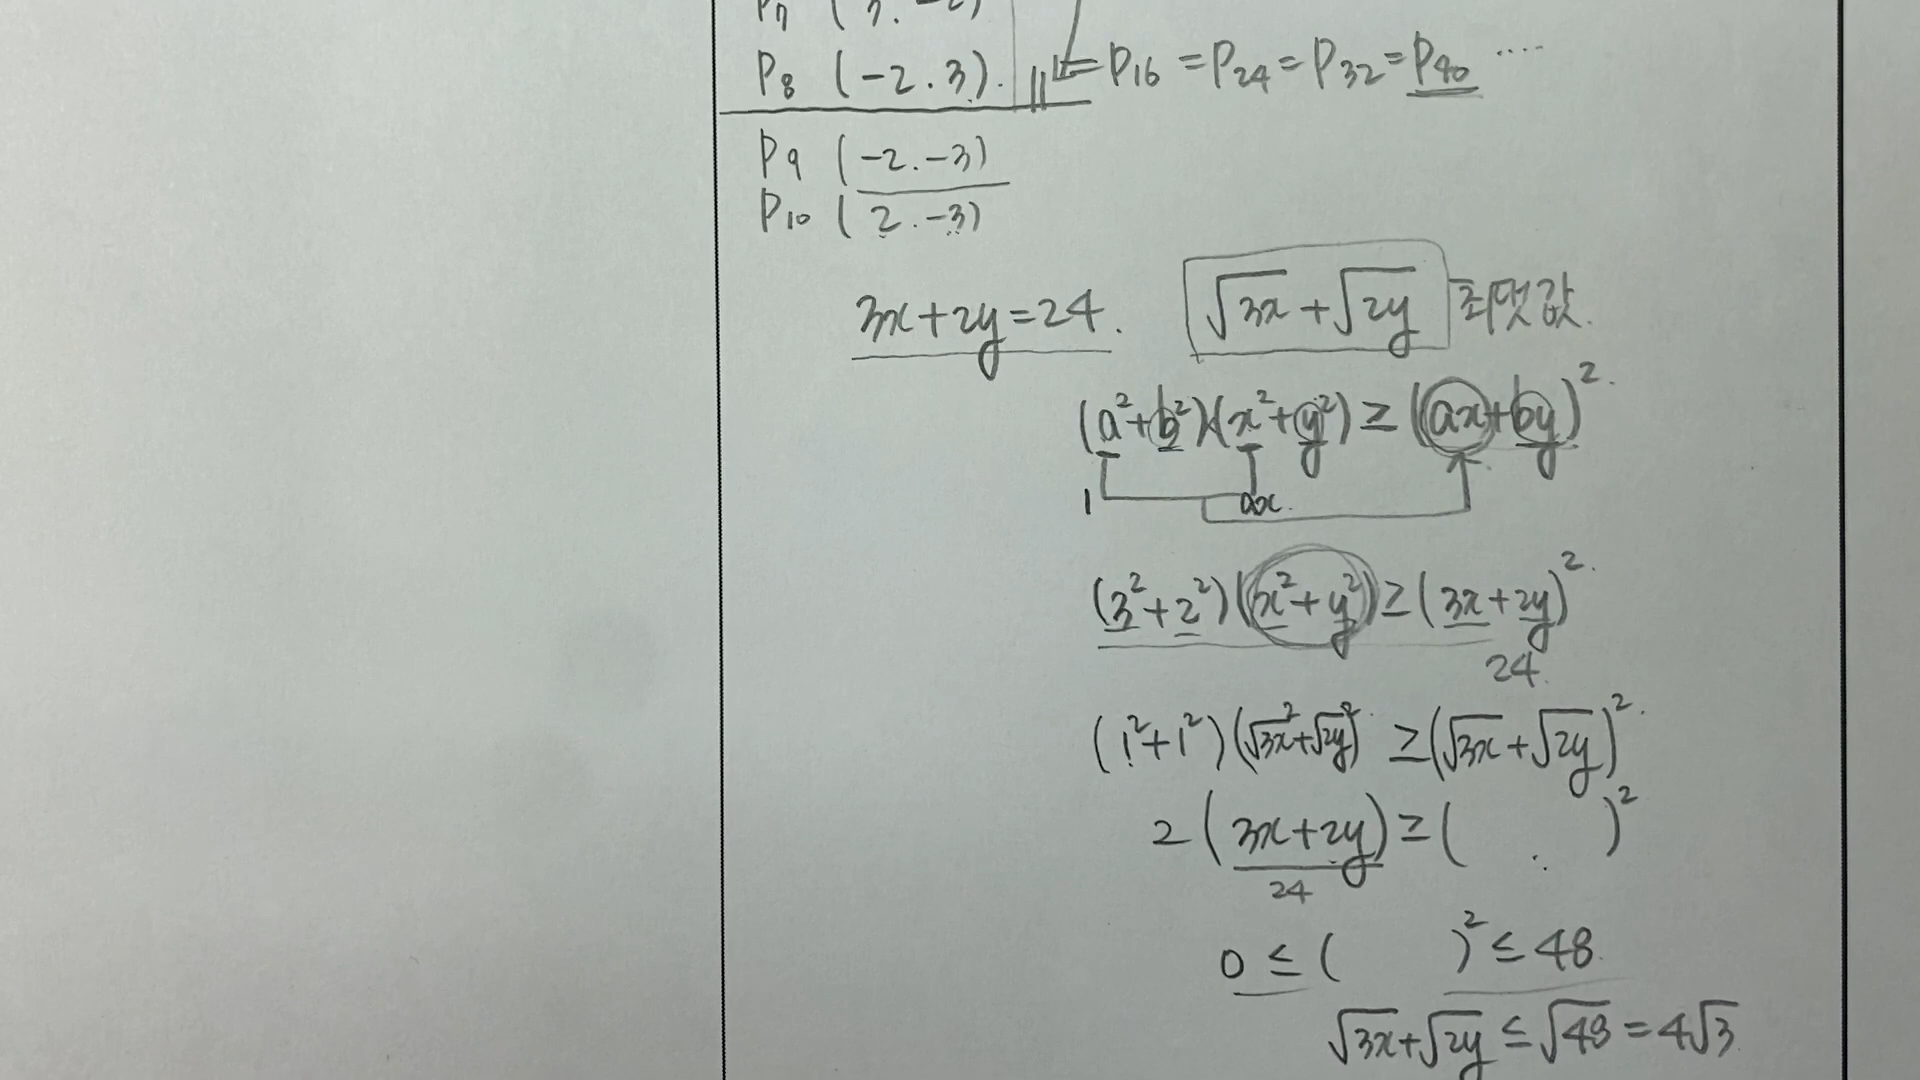 P₇ (3. -2)
P₈ (-2. 3). = P₁₆ = P₂₄ = P₃₂ = P₄₀ ....
P₉ (-2. -3)
P₁₀ (2. -3)
3x+2y=24. √3x + √2y 최댓값.
(a²+b²)(x²+y²) ≥ (ax+by)².
1 ax.
(3²+2²)(x²+y²) ≥ (3x+2y)².
24.
(1²+1²)(√3x²+√2y²) ≥ (√3x+√2y)².
2(3x+2y) ≥ ( )²
24
0 ≤ ( )² ≤ 48.
√3x+√2y ≤ √48 = 4√3